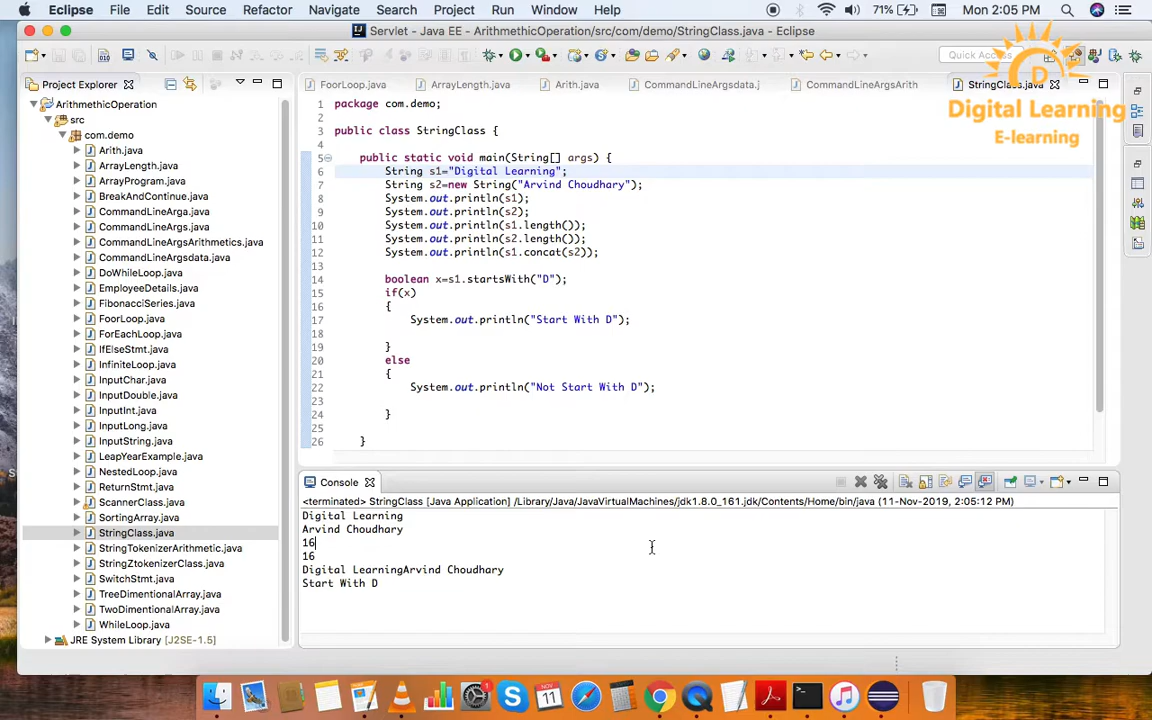 Eclipse File Edit Source Refactor Navigate Search Project Run Window Help 71% Mon 2:05 PM
Servlet - Java EE - ArithmethicOperation/src/com/demo/StringClass.java - Eclipse
Quick Access
Digital Learning
E-learning
Project Explorer
ArithmethicOperation
src
com.demo
Arith.java
ArrayLength.java
ArrayProgram.java
BreakAndContinue.java
CommandLineArga.java
CommandLineArgs.java
CommandLineArgsArithmetics.java
CommandLineArgsdata.java
DoWhileLoop.java
EmployeeDetails.java
FibonacciSeries.java
FoorLoop.java
ForEachLoop.java
IfElseStmt.java
InfiniteLoop.java
InputChar.java
InputDouble.java
InputInt.java
InputLong.java
InputString.java
LeapYearExample.java
NestedLoop.java
ReturnStmt.java
ScannerClass.java
SortingArray.java
StringClass.java
StringTokenizerArithmetic.java
StringZtokenizerClass.java
SwitchStmt.java
TreeDimentionalArray.java
TwoDimentionalArray.java
WhileLoop.java
JRE System Library [J2SE-1.5]
FoorLoop.java ArrayLength.java Arith.java CommandLineArgsdata.j CommandLineArgsArith StringClass.java
1 package com.demo;
2
3 public class StringClass {
4
5 public static void main(String[] args) {
6 String s1="Digital Learning";
7 String s2=new String("Arvind Choudhary");
8 System.out.println(s1);
9 System.out.println(s2);
10 System.out.println(s1.length());
11 System.out.println(s2.length());
12 System.out.println(s1.concat(s2));
13
14 boolean x=s1.startsWith("D");
15 if(x)
16 {
17 System.out.println("Start With D");
18
19 }
20 else
21 {
22 System.out.println("Not Start With D");
23
24 }
25
26 }
Console
<terminated> StringClass [Java Application] /Library/Java/JavaVirtualMachines/jdk1.8.0_161.jdk/Contents/Home/bin/java (11-Nov-2019, 2:05:12 PM)
Digital Learning
Arvind Choudhary
16
16
Digital LearningArvind Choudhary
Start With D
1
NOV
11